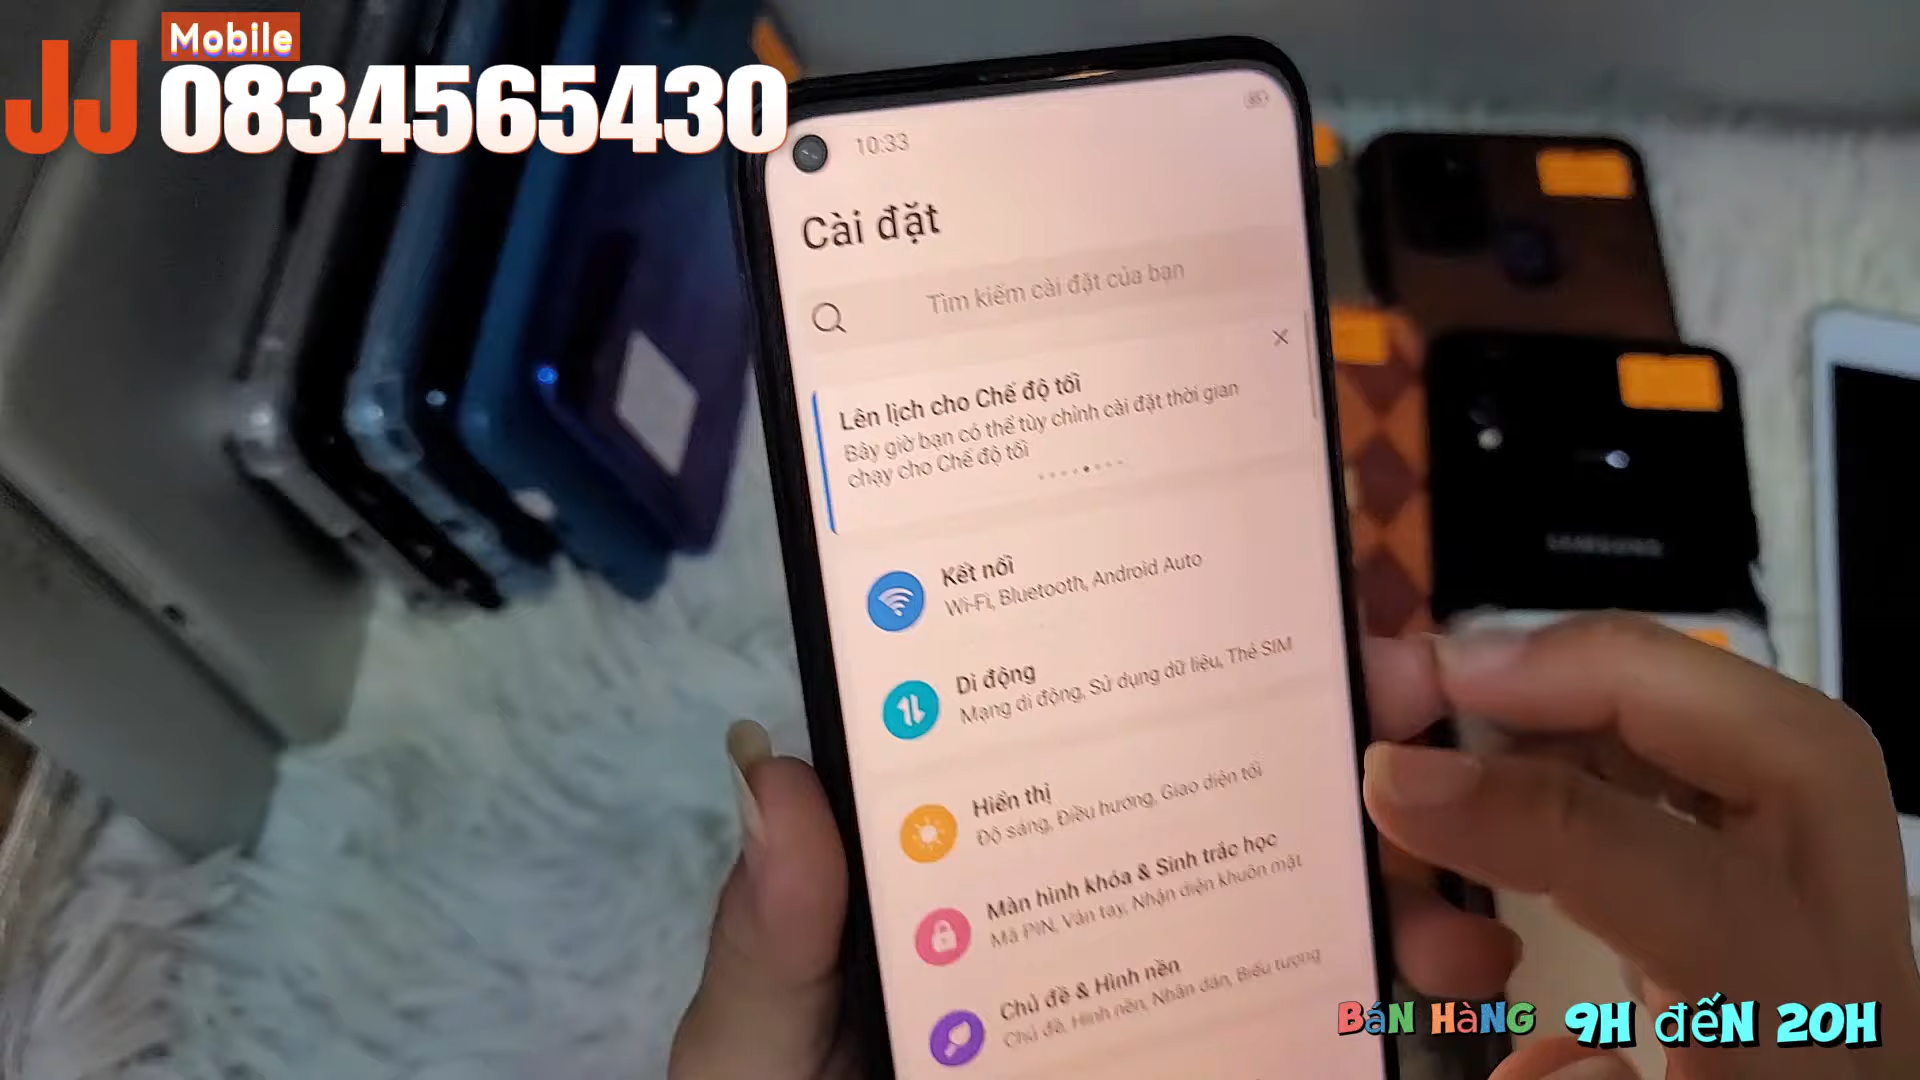 JJ Mobile
0834565430
10:33
Cài đặt
Tìm kiếm cài đặt của bạn
Lên lịch cho Chế độ tối
Bây giờ bạn có thể tùy chỉnh cài đặt thời gian
chạy cho Chế độ tối
Kết nối
Wi-Fi, Bluetooth, Android Auto
Di động
Mạng di động, Sử dụng dữ liệu, Thẻ SIM
Hiển thị
Độ sáng, Điều hướng, Giao diện tối
Màn hình khóa & Sinh trắc học
Mã PIN, Vân tay, Nhận diện khuôn mặt
Chủ đề & Hình nền
Chủ đề, Hình nền, Nhãn dán, Biểu tượng
SAMSUNG
BáN HàNG 9H đếN 20H